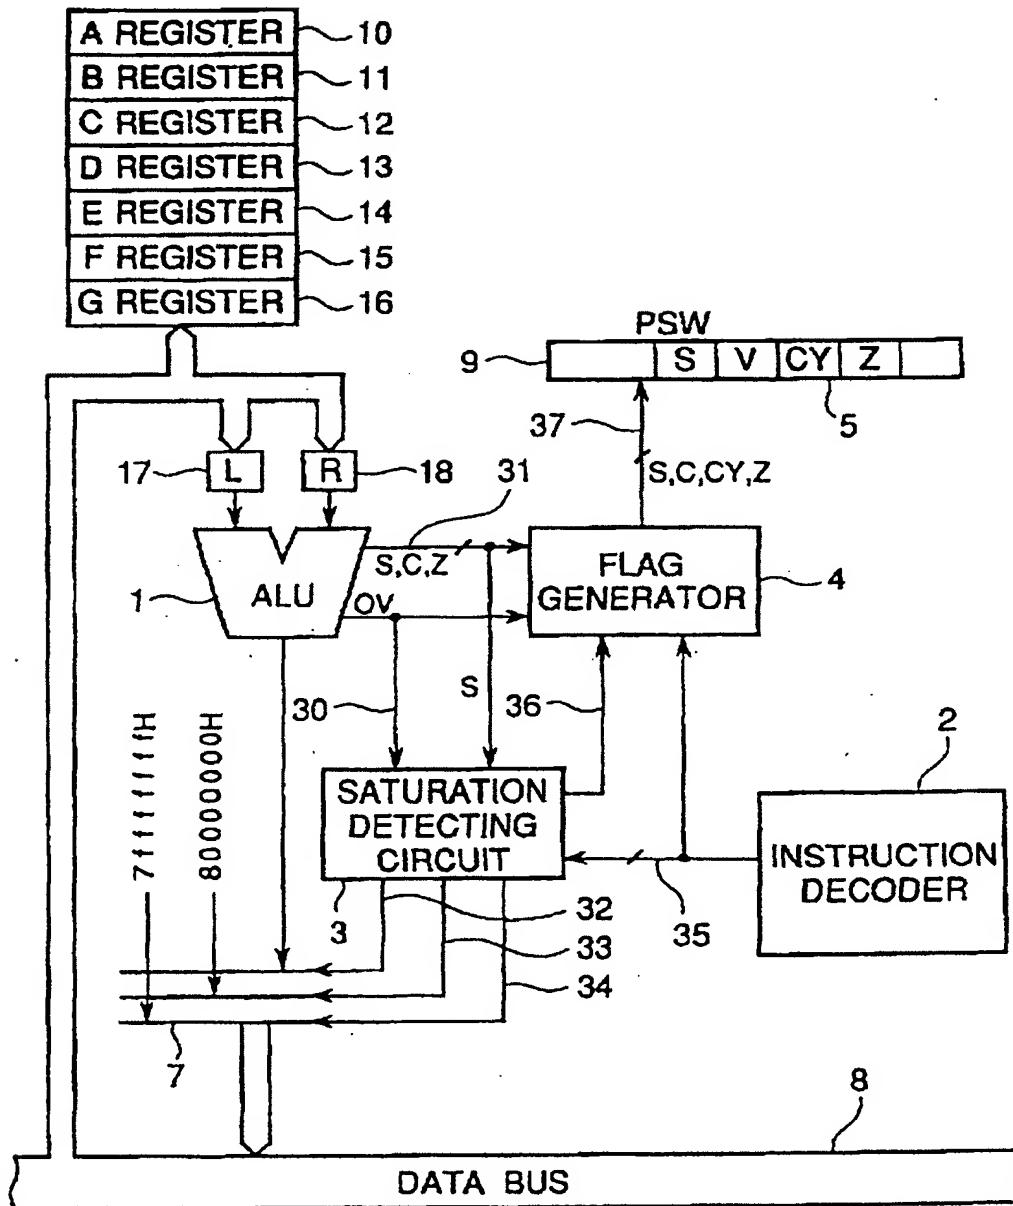 A REGISTER 10
B REGISTER 11
C REGISTER 12
D REGISTER 13
E REGISTER 14
F REGISTER 15
G REGISTER 16
PSW
9 S V CY Z
5
37
S,C,CY,Z
17 L R 18 31
S,C,Z
1 ALU
OV
FLAG
GENERATOR
4
30 S 36
7fffffffH
80000000H
2
SATURATION
DETECTING
CIRCUIT
INSTRUCTION
DECODER
3
32
33
34
35
7
8
DATA BUS